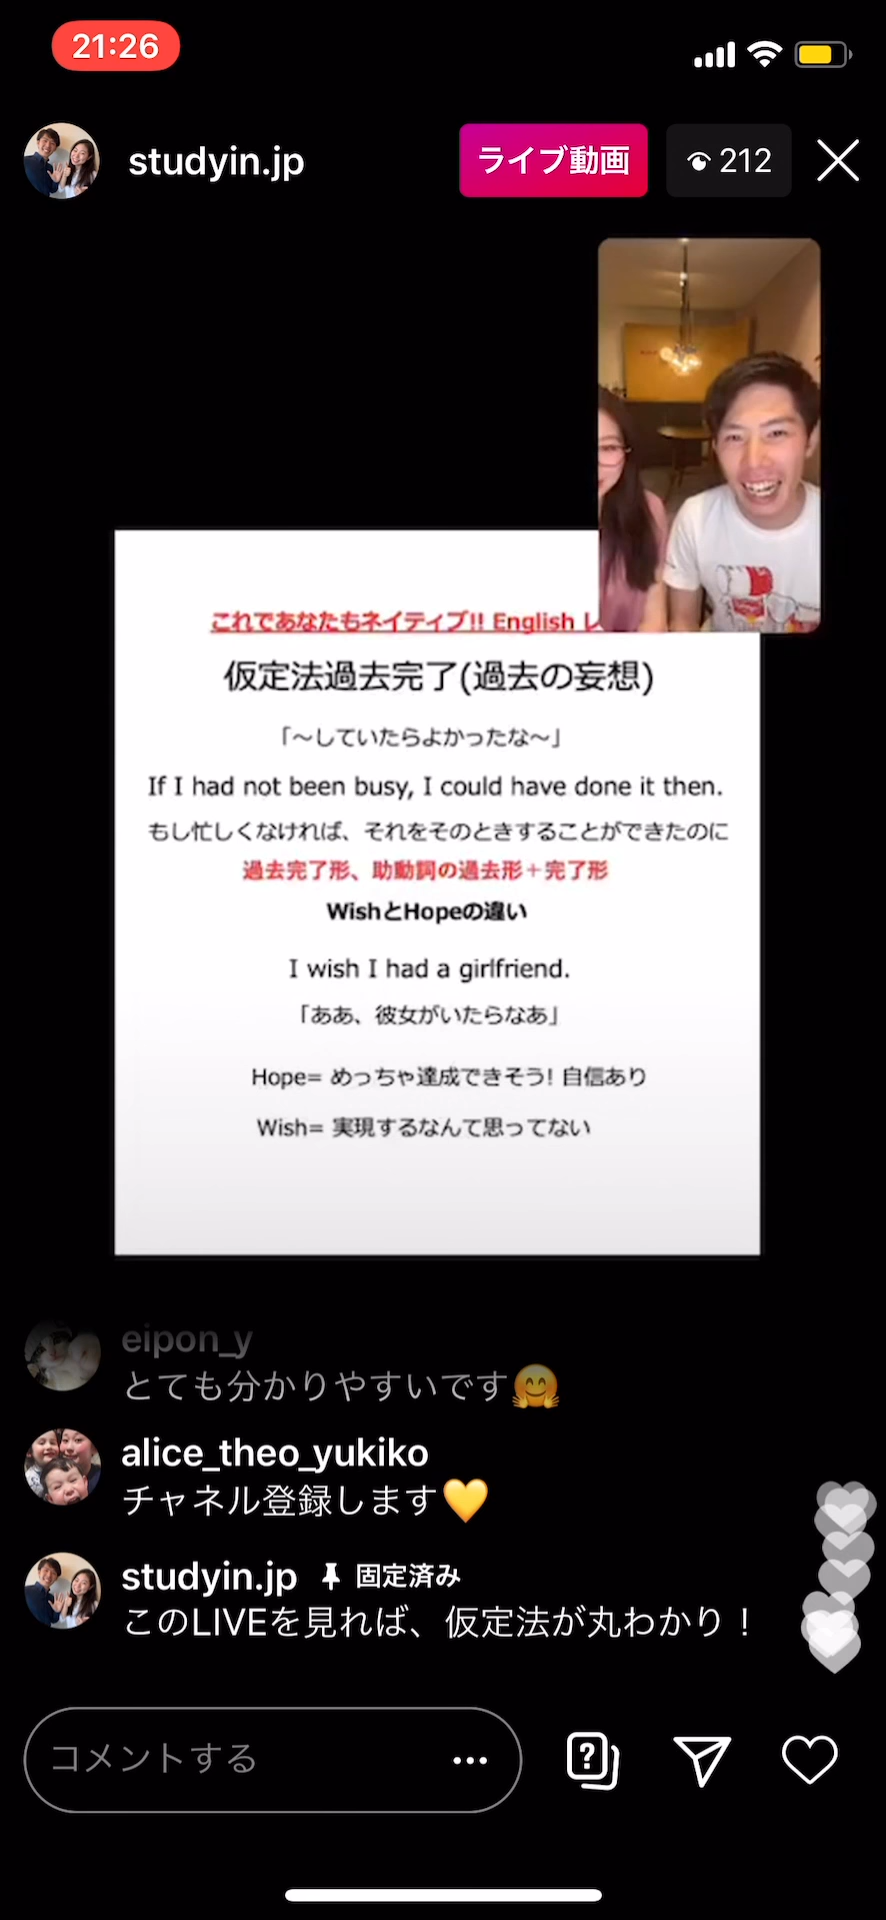 21:26
studyin.jp
ライブ動画
212
これであなたもネイティブ!! English レ
仮定法過去完了(過去の妄想)
「〜していたらよかったな〜」
If I had not been busy, I could have done it then.
もし忙しくなければ、それをそのときすることができたのに
過去完了形、助動詞の過去形＋完了形
WishとHopeの違い
I wish I had a girlfriend.
「ああ、彼女がいたらなあ」
Hope= めっちゃ達成できそう! 自信あり
Wish= 実現するなんて思ってない
eipon_y
とても分かりやすいです🤗
alice_theo_yukiko
チャネル登録します💛
studyin.jp 固定済み
このLIVEを見れば、仮定法が丸わかり！
コメントする